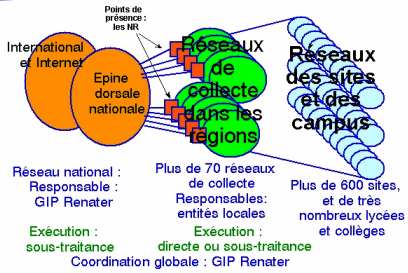 Points de
présence :
les NR
International
et Internet
Epine
dorsale
nationale
Réseaux
de
collecte
dans les
régions
Réseaux
des sites
et des
campus
Réseau national :
Responsable :
GIP Renater
Plus de 70 réseaux
de collecte
Responsables:
entités locales
Plus de 600 sites,
et de très
nombreux lycées
et collèges
Exécution :
sous-traitance
Exécution :
directe ou sous-traitance
Coordination globale : GIP Renater